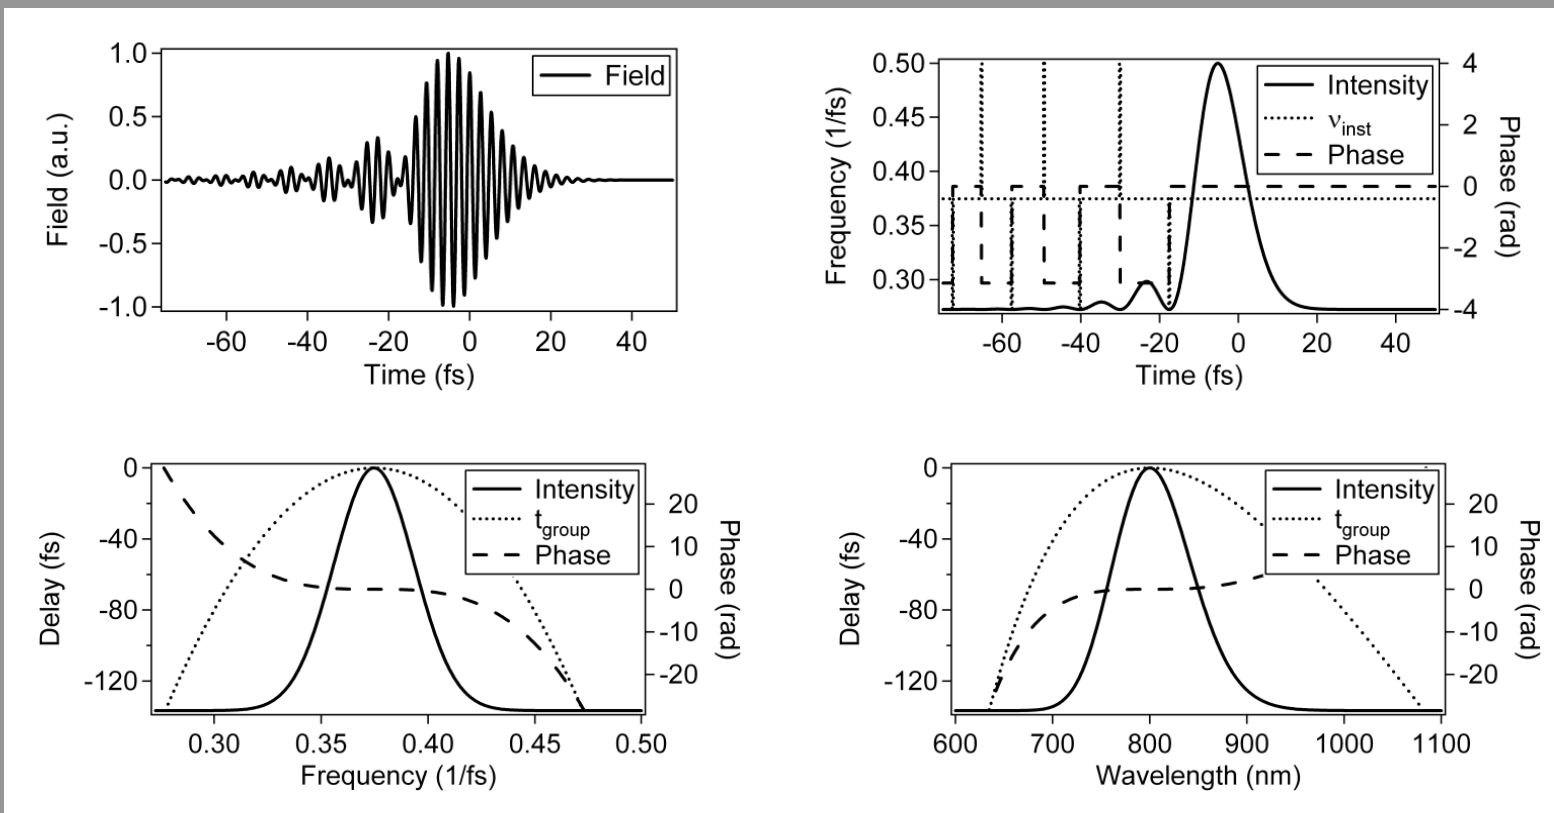 1.0
0.5
0.0
-0.5
-1.0
Field (a.u.)
Field
-60 -40 -20 0 20 40
Time (fs)
0.50
0.45
0.40
0.35
0.30
Frequency (1/fs)
Intensity
νinst
Phase
4
2
0
-2
-4
Phase (rad)
-60 -40 -20 0 20 40
Time (fs)
0
-40
-80
-120
Delay (fs)
Intensity
tgroup
Phase
20
10
0
-10
-20
Phase (rad)
0.30 0.35 0.40 0.45 0.50
Frequency (1/fs)
0
-40
-80
-120
Delay (fs)
Intensity
tgroup
Phase
20
10
0
-10
-20
Phase (rad)
600 700 800 900 1000 1100
Wavelength (nm)